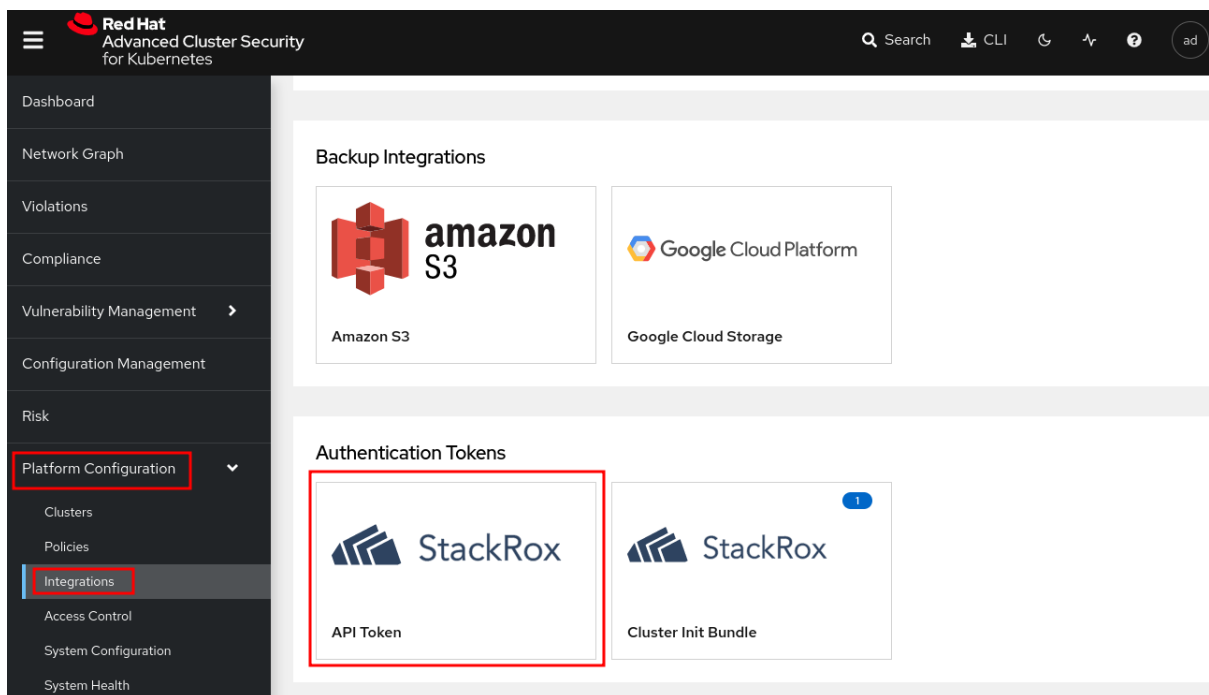 Red Hat
Advanced Cluster Security
for Kubernetes
Search
CLI
ad
Dashboard
Network Graph
Violations
Compliance
Vulnerability Management
Configuration Management
Risk
Platform Configuration
Clusters
Policies
Integrations
Access Control
System Configuration
System Health
Backup Integrations
amazon
S3
Amazon S3
Google Cloud Platform
Google Cloud Storage
Authentication Tokens
StackRox
API Token
1
StackRox
Cluster Init Bundle